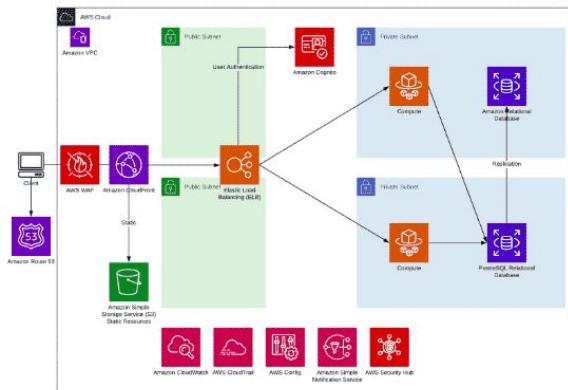 AWS Cloud
Amazon VPC
Public Subnet
User Authentication
Amazon Cognito
Private Subnet
Compute
Amazon Relational
Database
Client
AWS WAF
Amazon CloudFront
Public Subnet
Elastic Load
Balancing (ELB)
Replication
Private Subnet
53
Amazon Route 53
Static
Amazon Simple
Storage Service (S3)
Static Resources
Compute
PostgreSQL Relational
Database
Amazon CloudWatch
AWS CloudTrail
AWS Config
Amazon Simple
Notification Service
AWS Security Hub